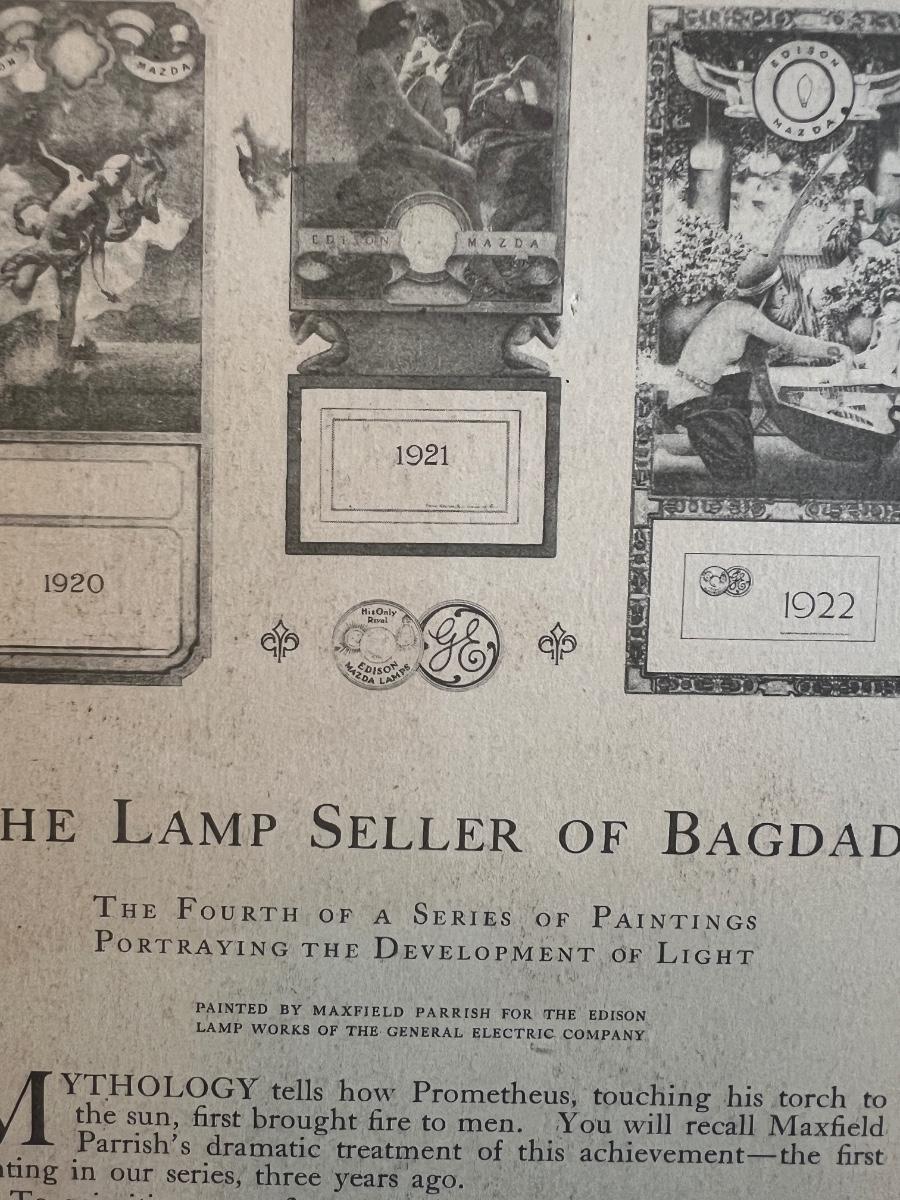 MAZDA
EDISON MAZDA
EDISON
MAZDA
1921
1920
1922
GE
His Only
Rival
EDISON
MAZDA LAMPS
GE
HE LAMP SELLER OF BAGDAD
THE FOURTH OF A SERIES OF PAINTINGS
PORTRAYING THE DEVELOPMENT OF LIGHT
PAINTED BY MAXFIELD PARRISH FOR THE EDISON
LAMP WORKS OF THE GENERAL ELECTRIC COMPANY
MYTHOLOGY tells how Prometheus, touching his torch to
the sun, first brought fire to men. You will recall Maxfield
Parrish's dramatic treatment of this achievement—the first
nting in our series, three years ago.